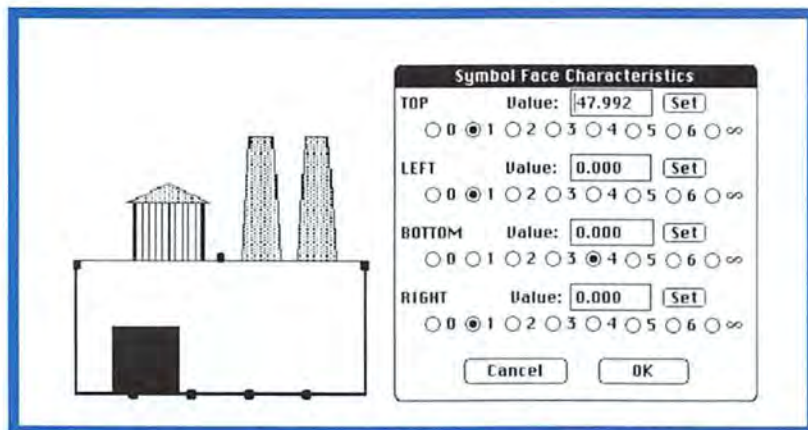 Symbol Face Characteristics
TOP Value: 47.992 Set
0 1 2 3 4 5 6 ∞
LEFT Value: 0.000 Set
0 1 2 3 4 5 6 ∞
BOTTOM Value: 0.000 Set
0 1 2 3 4 5 6 ∞
RIGHT Value: 0.000 Set
0 1 2 3 4 5 6 ∞
Cancel OK